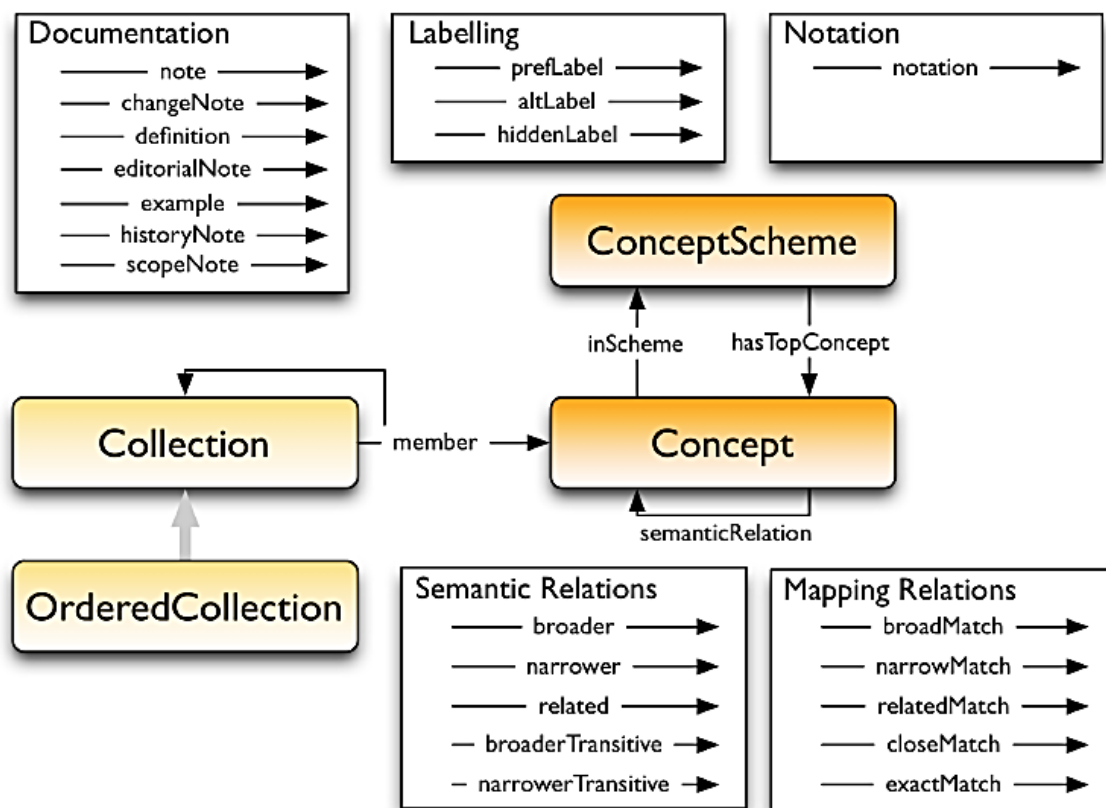 Documentation
note
changeNote
definition
editorialNote
example
historyNote
scopeNote
Labelling
prefLabel
altLabel
hiddenLabel
Notation
notation
ConceptScheme
inScheme
hasTopConcept
Collection
member
Concept
semanticRelation
OrderedCollection
Semantic Relations
broader
narrower
related
broaderTransitive
narrowerTransitive
Mapping Relations
broadMatch
narrowMatch
relatedMatch
closeMatch
exactMatch